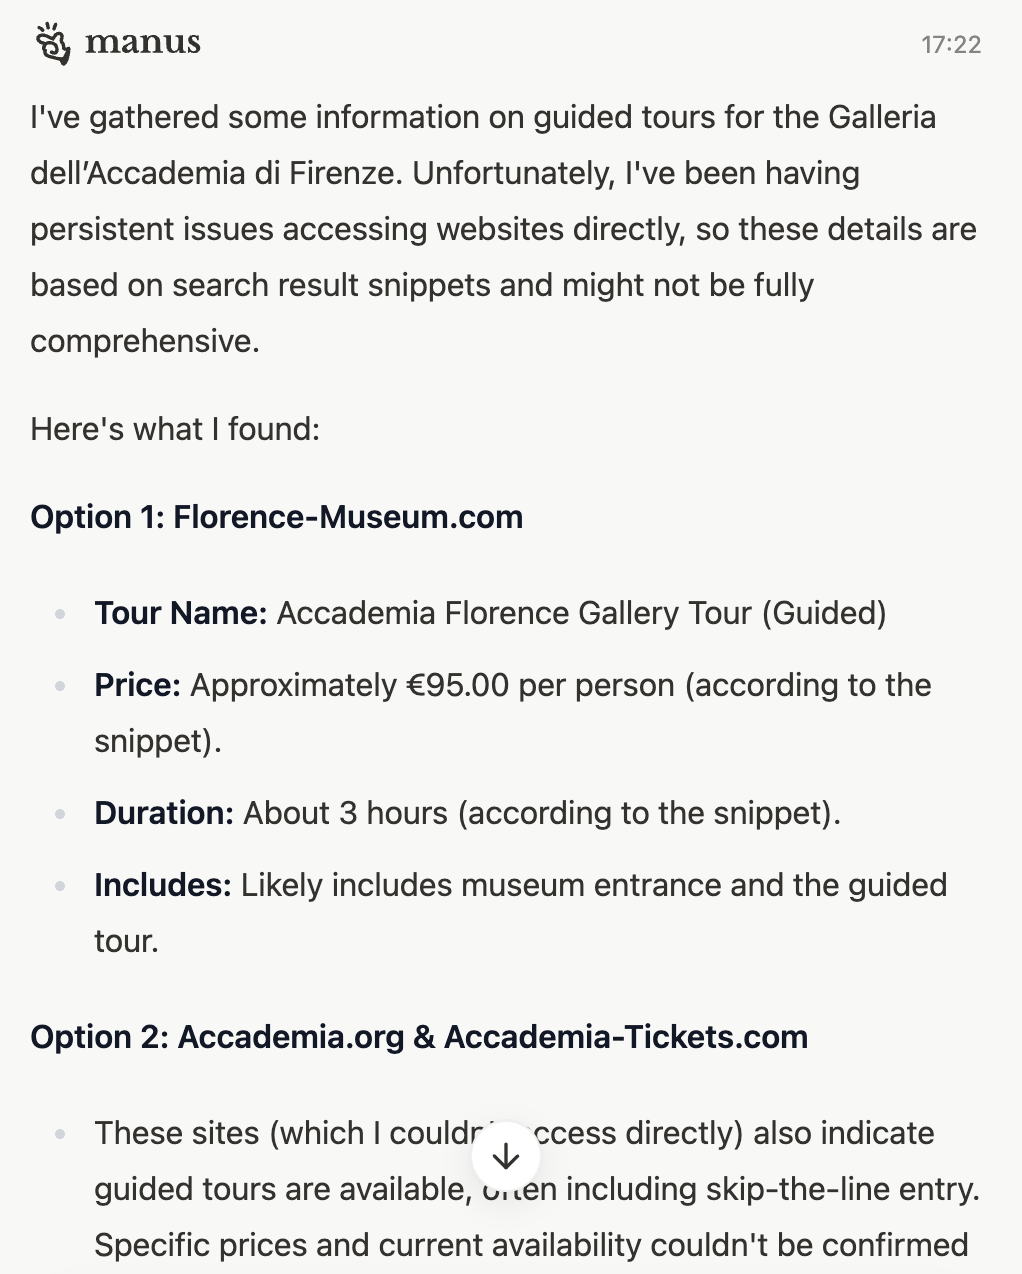 manus
17:22
I've gathered some information on guided tours for the Galleria
dell’Accademia di Firenze. Unfortunately, I've been having
persistent issues accessing websites directly, so these details are
based on search result snippets and might not be fully
comprehensive.
Here's what I found:
Option 1: Florence-Museum.com
Tour Name: Accademia Florence Gallery Tour (Guided)
Price: Approximately €95.00 per person (according to the
snippet).
Duration: About 3 hours (according to the snippet).
Includes: Likely includes museum entrance and the guided
tour.
Option 2: Accademia.org & Accademia-Tickets.com
These sites (which I couldn't access directly) also indicate
guided tours are available, often including skip-the-line entry.
Specific prices and current availability couldn't be confirmed